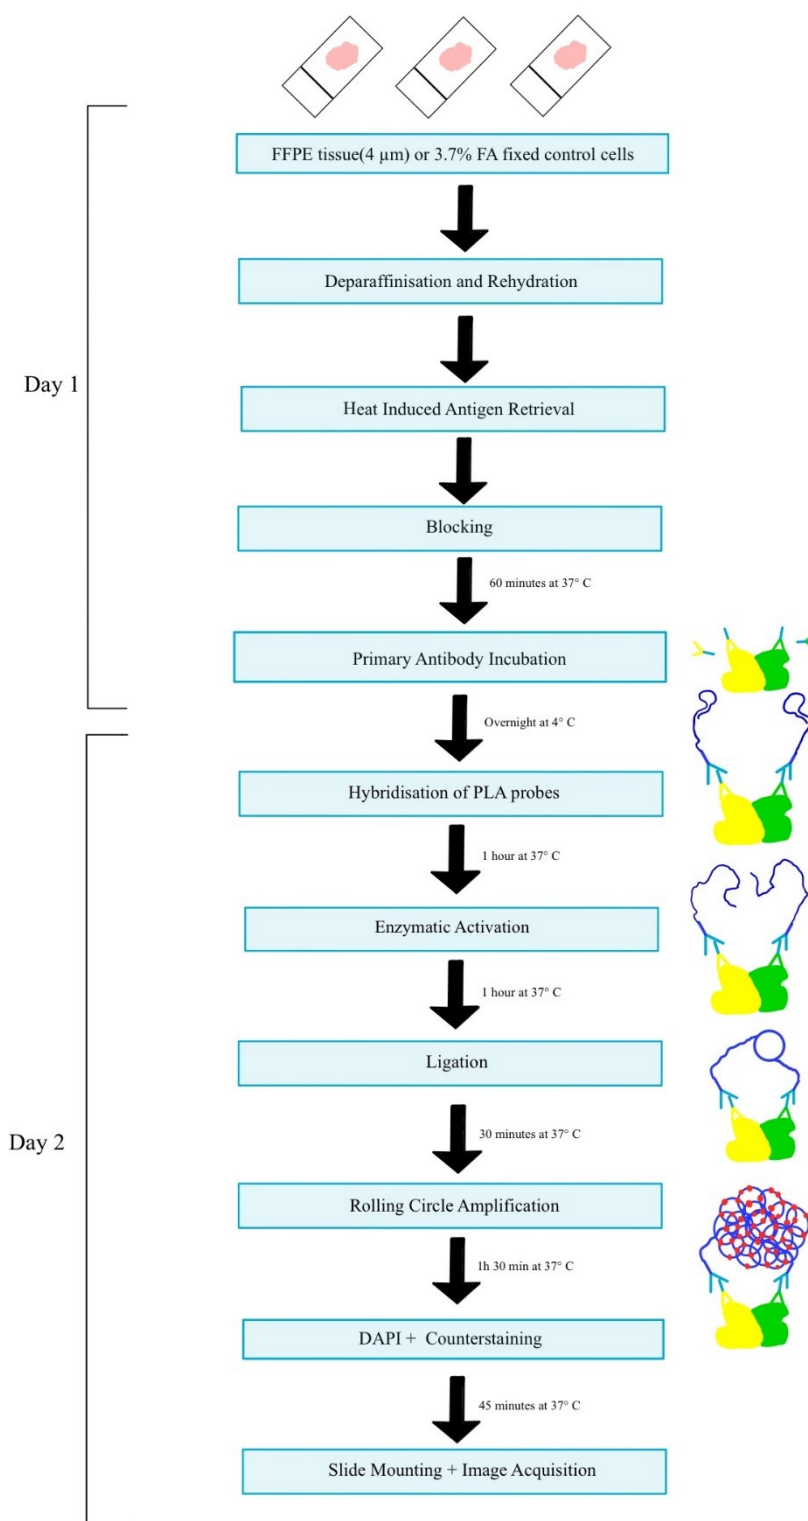 FFPE tissue(4 µm) or 3.7% FA fixed control cells
Deparaffinisation and Rehydration
Day 1
Heat Induced Antigen Retrieval
Blocking
60 minutes at 37° C
Primary Antibody Incubation
Overnight at 4° C
Hybridisation of PLA probes
1 hour at 37° C
Enzymatic Activation
1 hour at 37° C
Ligation
30 minutes at 37° C
Day 2
Rolling Circle Amplification
1h 30 min at 37° C
DAPI + Counterstaining
45 minutes at 37° C
Slide Mounting + Image Acquisition